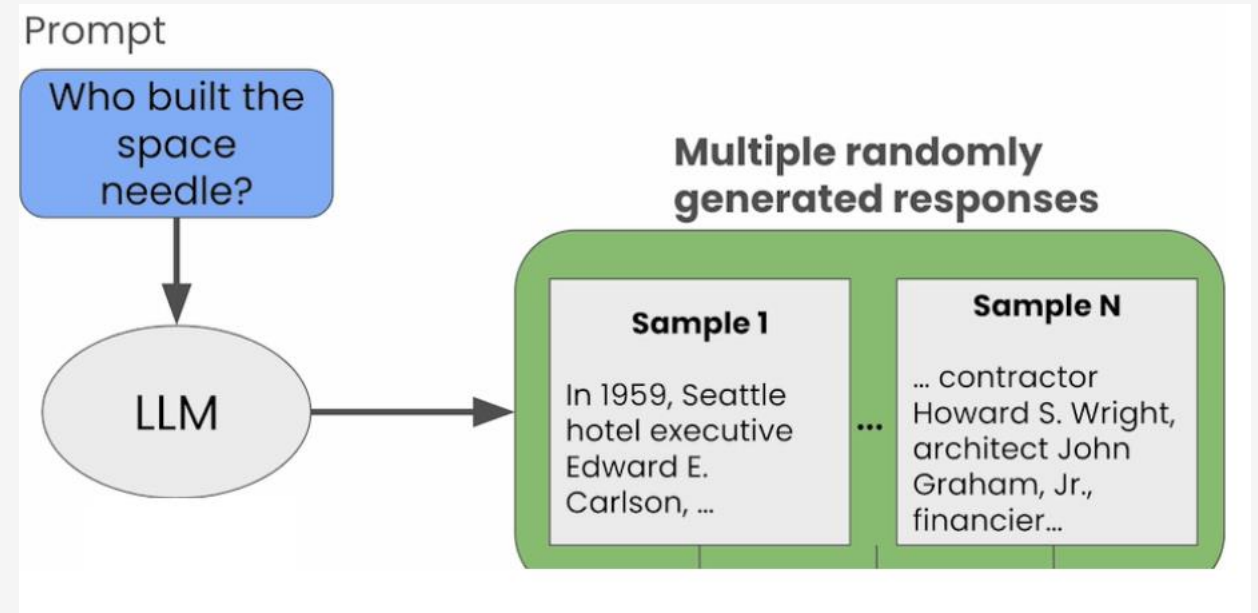 Prompt
Who built the
space
needle?
LLM
Multiple randomly
generated responses
Sample 1
In 1959, Seattle
hotel executive
Edward E.
Carlson, ...
...
Sample N
... contractor
Howard S. Wright,
architect John
Graham, Jr.,
financier...